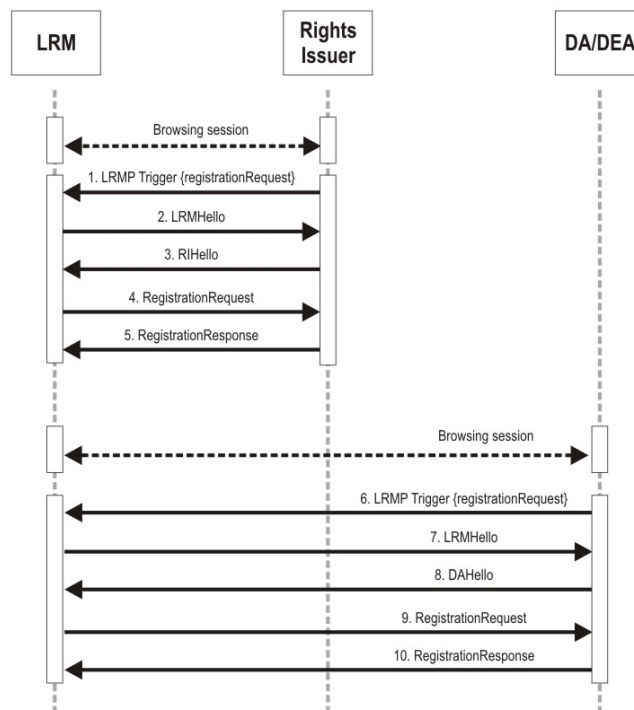 LRM
Rights
Issuer
DA/DEA
Browsing session
1. LRMP Trigger {registrationRequest}
2. LRMHello
3. RIHello
4. RegistrationRequest
5. RegistrationResponse
Browsing session
6. LRMP Trigger {registrationRequest}
7. LRMHello
8. DAHello
9. RegistrationRequest
10. RegistrationResponse